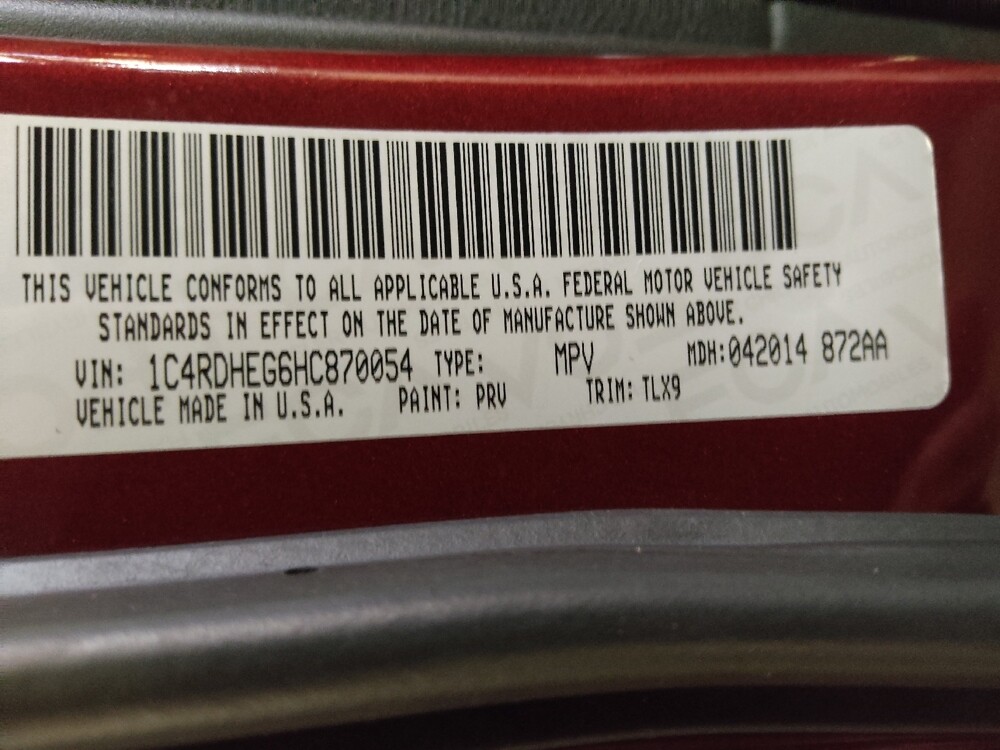 THIS VEHICLE CONFORMS TO ALL APPLICABLE U.S.A. FEDERAL MOTOR VEHICLE SAFETY
STANDARDS IN EFFECT ON THE DATE OF MANUFACTURE SHOWN ABOVE.
VIN: 1C4RDHEG6HC870054 TYPE: MPV MDH:042014 872AA
VEHICLE MADE IN U.S.A. PAINT: PRV TRIM: TLX9